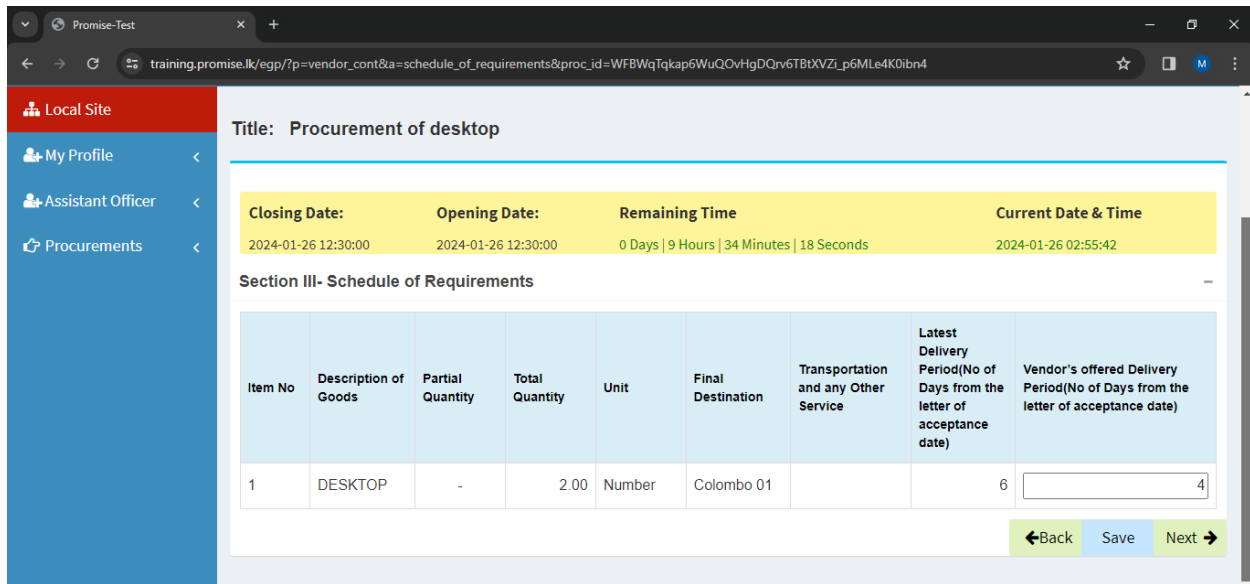 Promise-Test
training.promise.lk/egp/?p=vendor_cont&a=schedule_of_requirements&proc_id=WFBWqTqkap6WuQOvHgDQrv6TBtXVZi_p6MLe4K0ibn4
M
Local Site
My Profile
Assistant Officer
Procurements
Title: Procurement of desktop
Closing Date: Opening Date: Remaining Time Current Date & Time
2024-01-26 12:30:00 2024-01-26 12:30:00 0 Days | 9 Hours | 34 Minutes | 18 Seconds 2024-01-26 02:55:42
Section III- Schedule of Requirements
Item No
Description of
Goods
Partial
Quantity
Total
Quantity
Unit
Final
Destination
Transportation
and any Other
Service
Latest
Delivery
Period(No of
Days from the
letter of
acceptance
date)
Vendor's offered Delivery
Period(No of Days from the
letter of acceptance date)
1 DESKTOP - 2.00 Number Colombo 01 6 4
Back Save Next